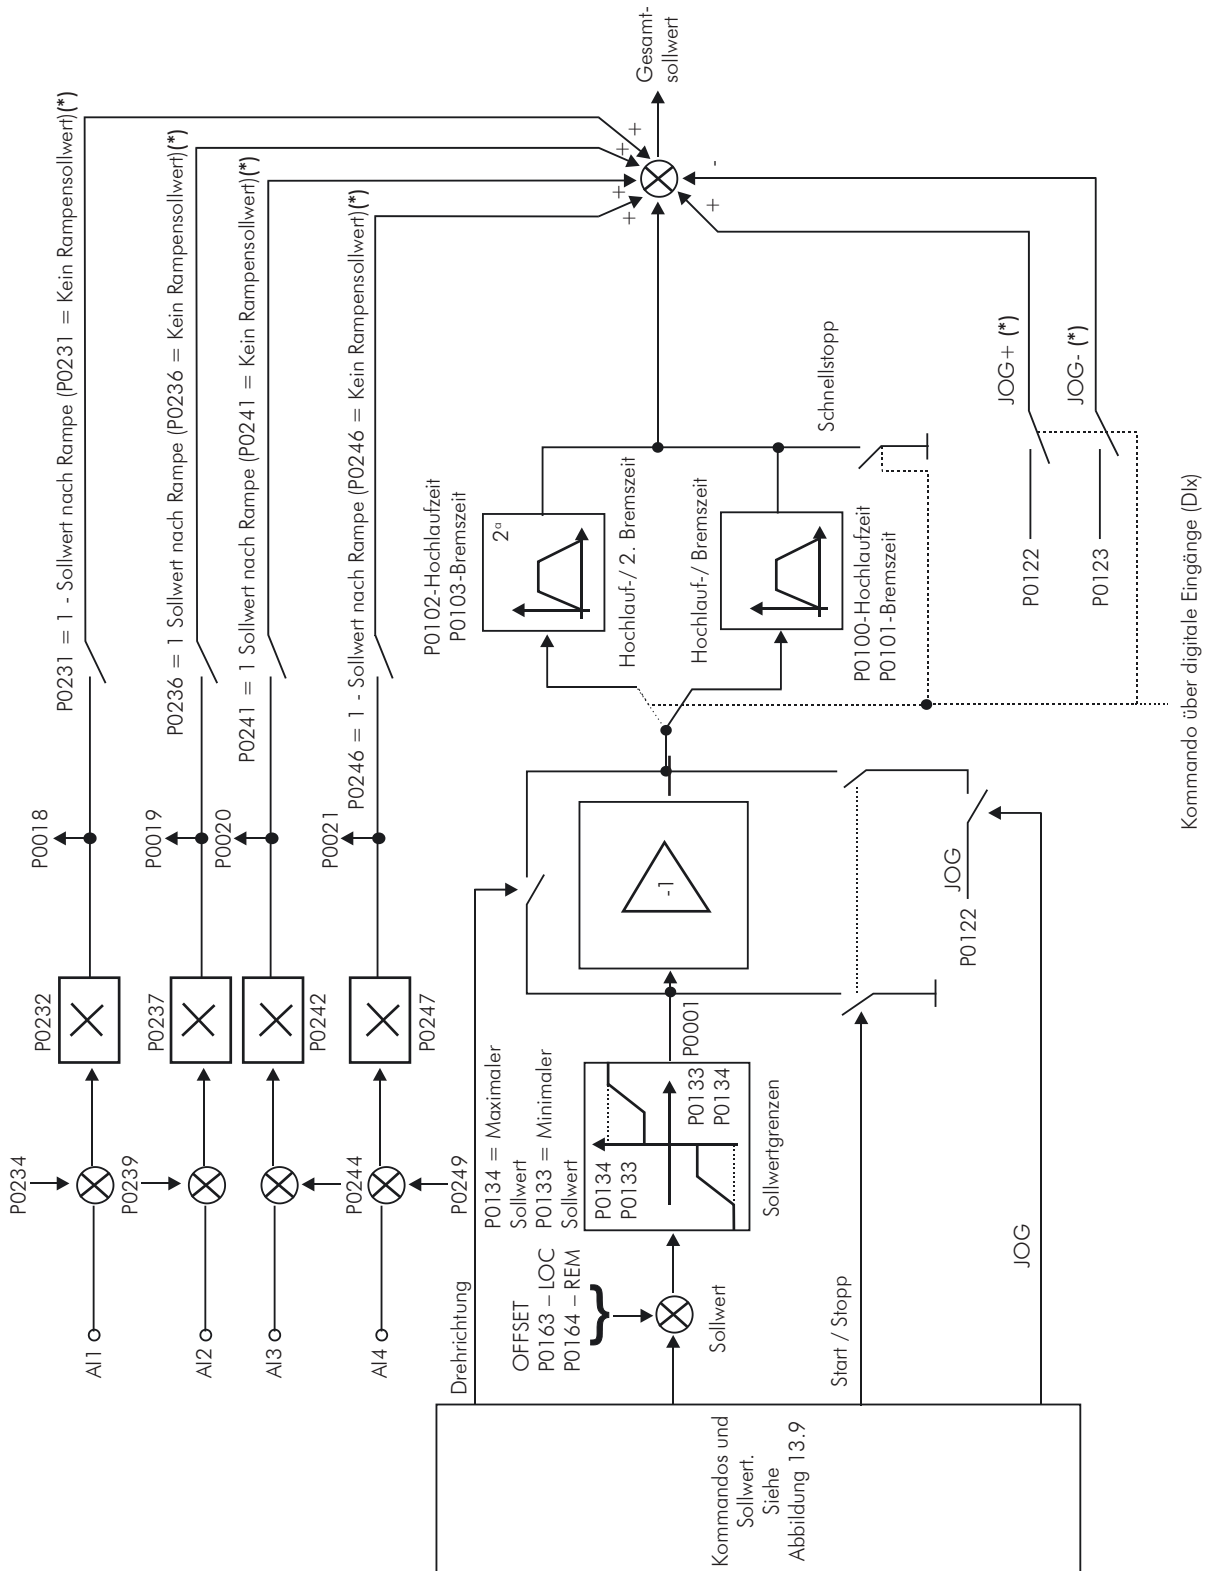 Gesamt-
sollwert
P0231 = 1 - Sollwert nach Rampe (P0231 = Kein Rampensollwert)(*)
P0236 = 1 Sollwert nach Rampe (P0236 = Kein Rampensollwert)(*)
P0241 = 1 Sollwert nach Rampe (P0241 = Kein Rampensollwert)(*)
P0246 = 1 - Sollwert nach Rampe (P0246 = Kein Rampensollwert)(*)
+
+
+
+
+
-
P0018
P0019
P0020
P0021
P0232
P0237
P0242
P0247
P0234
P0239
P0244
P0249
AI1
AI2
AI3
AI4
P0102-Hochlaufzeit
P0103-Bremszeit
2ª
Hochlauf-/ 2. Bremszeit
Hochlauf-/ Bremszeit
P0100-Hochlaufzeit
P0101-Bremszeit
Schnellstopp
JOG+ (*)
JOG- (*)
P0122
P0123
Kommando über digitale Eingänge (DIx)
-1
JOG
P0122
P0001
P0134 = Maximaler
Sollwert
P0133 = Minimaler
Sollwert
P0134
P0133
P0133
P0134
Sollwertgrenzen
Drehrichtung
OFFSET
P0163 – LOC
P0164 – REM
}
Sollwert
Start / Stopp
JOG
Kommandos und
Sollwert.
Siehe
Abbildung 13.9